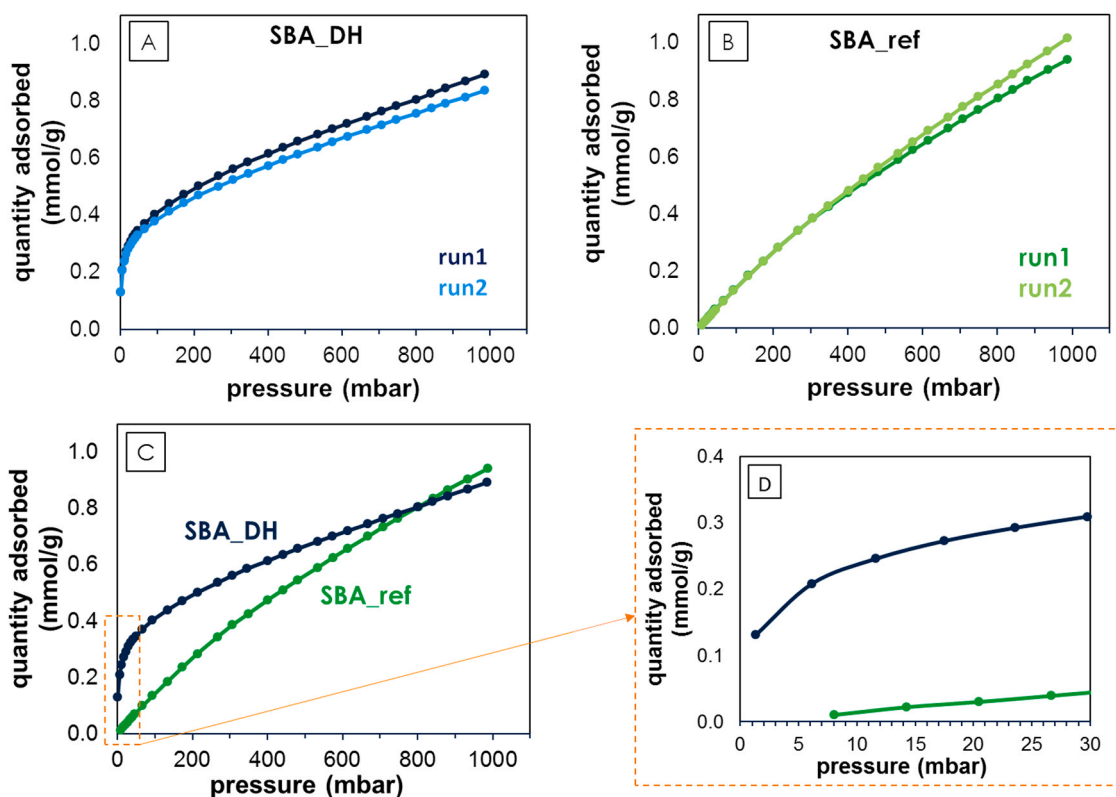 A
SBA_DH
quantity adsorbed
(mmol/g)
1.0
0.8
0.6
0.4
0.2
0.0
run1
run2
0 200 400 600 800 1000
pressure (mbar)
B
SBA_ref
quantity adsorbed
(mmol/g)
1.0
0.8
0.6
0.4
0.2
0.0
run1
run2
0 200 400 600 800 1000
pressure (mbar)
C
quantity adsorbed
(mmol/g)
1.0
0.8
0.6
0.4
0.2
0.0
SBA_DH
SBA_ref
0 200 400 600 800 1000
pressure (mbar)
D
quantity adsorbed
(mmol/g)
0.4
0.3
0.2
0.1
0.0
0 5 10 15 20 25 30
pressure (mbar)